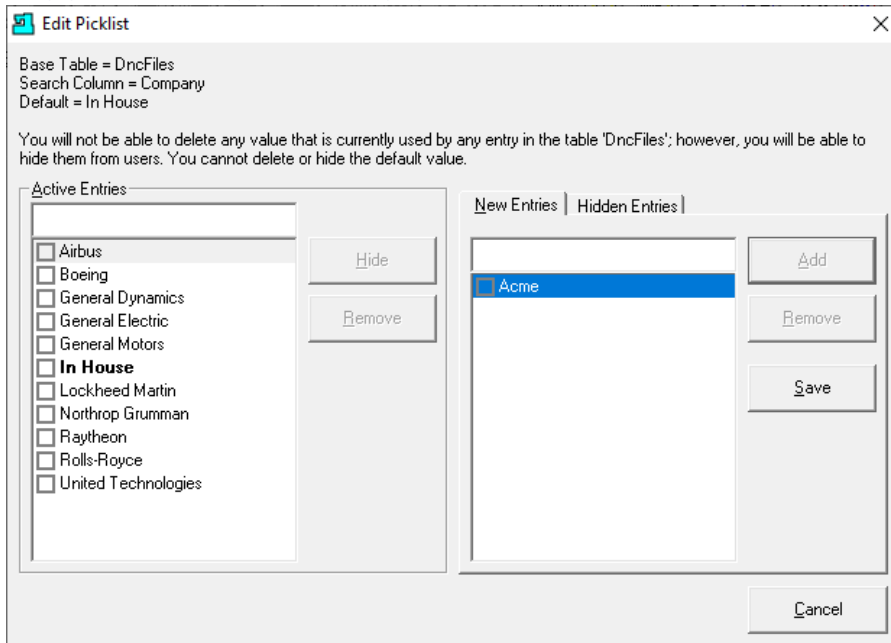 Edit Picklist
Base Table = DncFiles
Search Column = Company
Default = In House
You will not be able to delete any value that is currently used by any entry in the table 'DncFiles'; however, you will be able to
hide them from users. You cannot delete or hide the default value.
Active Entries
Airbus
Boeing
General Dynamics
General Electric
General Motors
In House
Lockheed Martin
Northrop Grumman
Raytheon
Rolls-Royce
United Technologies
Hide
Remove
New Entries
Hidden Entries
Acme
Add
Remove
Save
Cancel